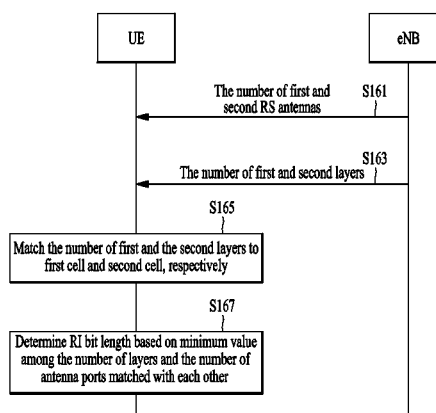 UE
eNB
The number of first and
second RS antennas
S161
The number of first and second layers
S163
S165
Match the number of first and the second layers to
first cell and second cell, respectively
S167
Determine RI bit length based on minimum value
among the number of layers and the number of
antenna ports matched with each other